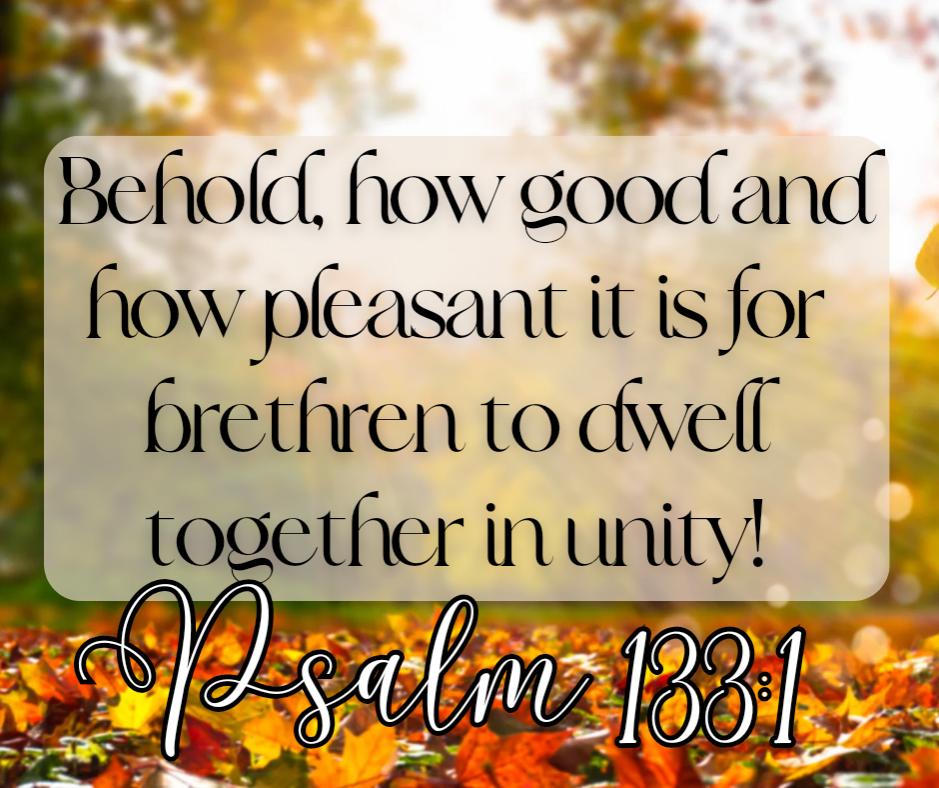 Behold, how good and
how pleasant it is for
brethren to dwell
together in unity!
Psalm 133:1